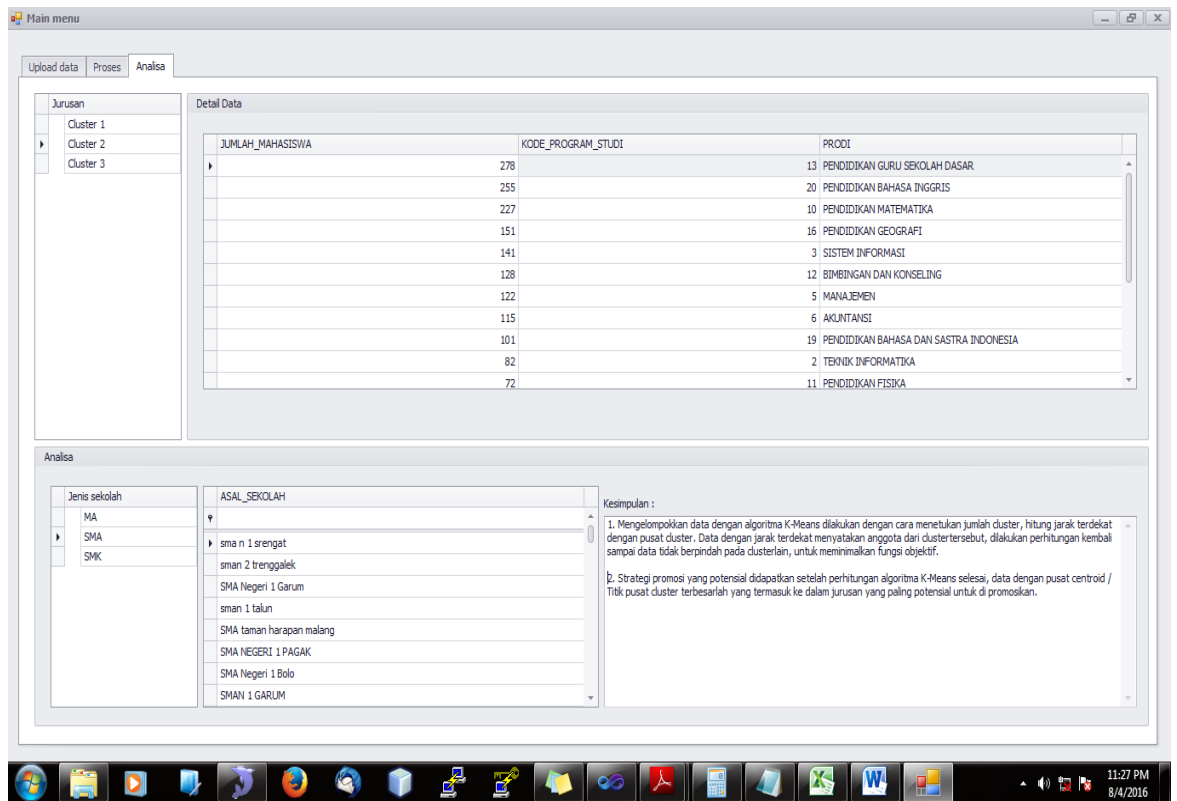 Main menu
Upload data Proses Analisa
Jurusan
Cluster 1
Cluster 2
Cluster 3
Detail Data
JUMLAH_MAHASISWA KODE_PROGRAM_STUDI PRODI
278 13 PENDIDIKAN GURU SEKOLAH DASAR
255 20 PENDIDIKAN BAHASA INGGRIS
227 10 PENDIDIKAN MATEMATIKA
151 16 PENDIDIKAN GEOGRAFI
141 3 SISTEM INFORMASI
128 12 BIMBINGAN DAN KONSELING
122 5 MANAJEMEN
115 6 AKUNTANSI
101 19 PENDIDIKAN BAHASA DAN SASTRA INDONESIA
82 2 TEKNIK INFORMATIKA
72 11 PENDIDIKAN FISIKA
Analisa
Jenis sekolah
MA
SMA
SMK
ASAL_SEKOLAH
sma n 1 srengat
sman 2 trenggalek
SMA Negeri 1 Garum
sman 1 talun
SMA taman harapan malang
SMA NEGERI 1 PAGAK
SMA Negeri 1 Bolo
SMAN 1 GARUM
Kesimpulan :
1. Mengelompokkan data dengan algoritma K-Means dilakukan dengan cara menetukan jumlah cluster, hitung jarak terdekat
dengan pusat cluster. Data dengan jarak terdekat menyatakan anggota dari clustertersebut, dilakukan perhitungan kembali
sampai data tidak berpindah pada clusterlain, untuk meminimalkan fungsi objektif.
2. Strategi promosi yang potensial didapatkan setelah perhitungan algoritma K-Means selesai, data dengan pusat centroid /
Titik pusat cluster terbesarlah yang termasuk ke dalam jurusan yang paling potensial untuk di promosikan.
11:27 PM
8/4/2016